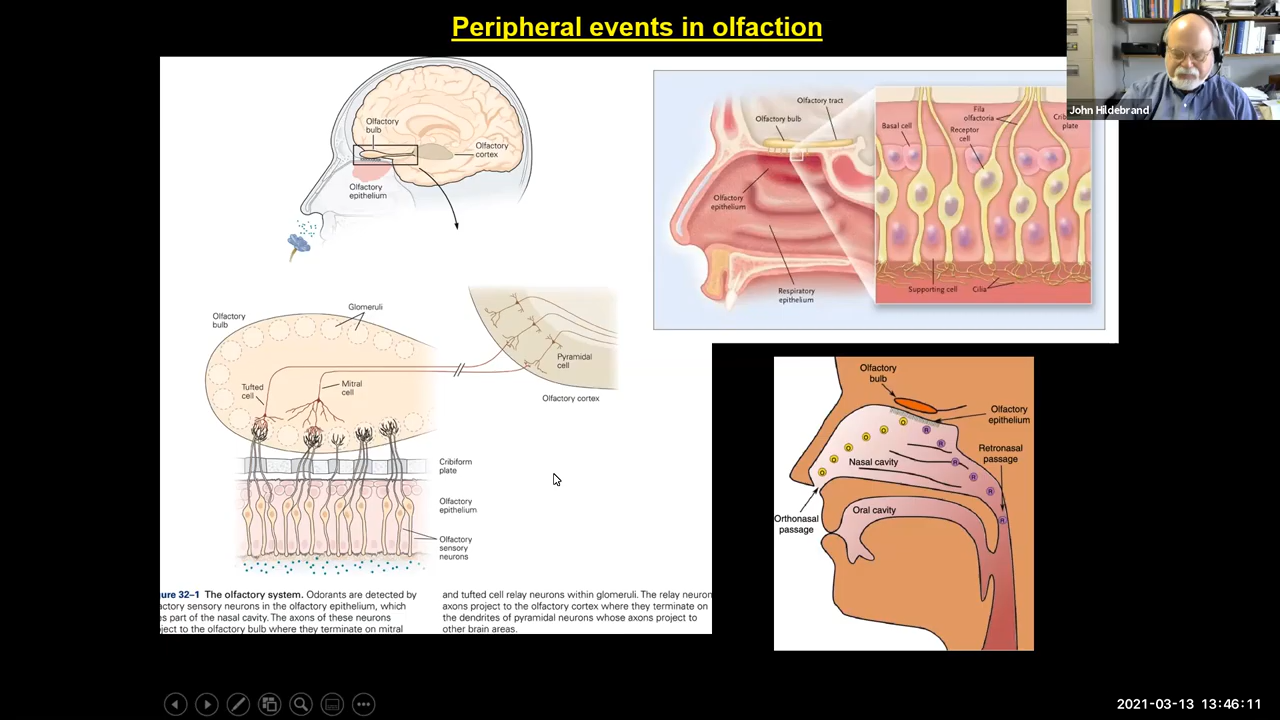 Peripheral events in olfaction
John Hildebrand
Olfactory
bulb
Olfactory
cortex
Olfactory
epithelium
Olfactory
bulb
Glomeruli
Tufted
cell
Mitral
cell
Pyramidal
cell
Olfactory cortex
Cribiform
plate
Olfactory
epithelium
Olfactory
sensory
neurons
ure 32–1 The olfactory system. Odorants are detected by
actory sensory neurons in the olfactory epithelium, which
s part of the nasal cavity. The axons of these neurons
ject to the olfactory bulb where they terminate on mitral
and tufted cell relay neurons within glomeruli. The relay neuron
axons project to the olfactory cortex where they terminate on
the dendrites of pyramidal neurons whose axons project to
other brain areas.
Olfactory tract
Olfactory bulb
Olfactory
epithelium
Respiratory
epithelium
Basal cell
Fila
olfactoria
Receptor
cell
Crib
plate
Supporting cell
Cilia
Olfactory
bulb
Olfactory
epithelium
Retronasal
passage
Nasal cavity
Oral cavity
Orthonasal
passage
O O O O O O O
R R R R R R
2021-03-13 13:46:11